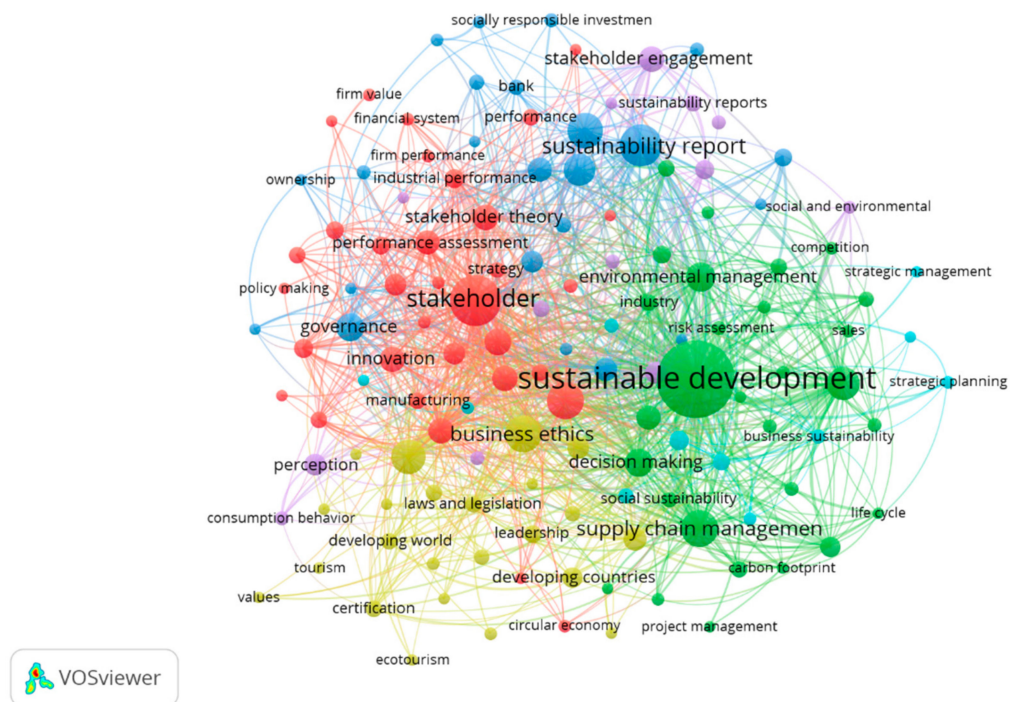 socially responsible investmen
stakeholder engagement
bank
firm value
sustainability reports
financial system
performance
sustainability report
firm performance
ownership
industrial performance
social and environmental
stakeholder theory
performance assessment
competition
strategy
strategic management
environmental management
policy making
stakeholder
industry
governance
risk assessment
sales
innovation
sustainable development
strategic planning
manufacturing
business ethics
business sustainability
perception
decision making
social sustainability
laws and legislation
life cycle
consumption behavior
supply chain managemen
leadership
developing world
tourism
carbon footprint
developing countries
values
certification
circular economy
project management
ecotourism
VOSviewer